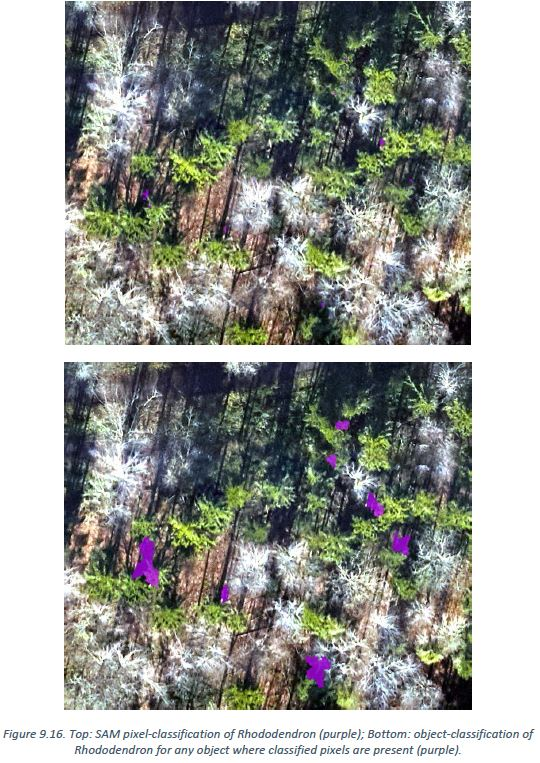 Figure 9.16. Top: SAM pixel-classification of Rhododendron (purple); Bottom: object-classification of
Rhododendron for any object where classified pixels are present (purple).